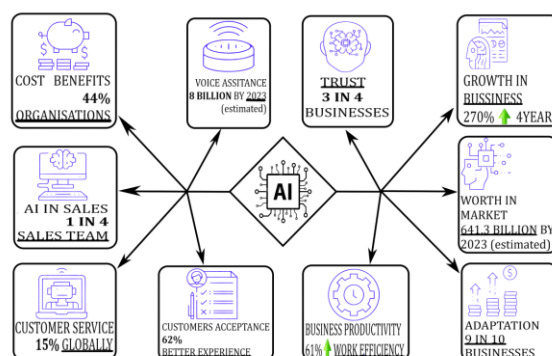 COST BENEFITS
44%
ORGANISATIONS
VOICE ASSITANCE
8 BILLION BY 2023
(estimated)
TRUST
3 IN 4
BUSINESSES
GROWTH IN
BUSSINESS
270% 4YEAR
AI IN SALES
1 IN 4
SALES TEAM
AI
WORTH IN
MARKET
641.3 BILLION BY
2023 (estimated)
CUSTOMER SERVICE
15% GLOBALLY
CUSTOMERS ACCEPTANCE
62%
BETTER EXPERIENCE
BUSINESS PRODUCTIVITY
61% WORK EFFICIENCY
ADAPTATION
9 IN 10
BUSINESSES